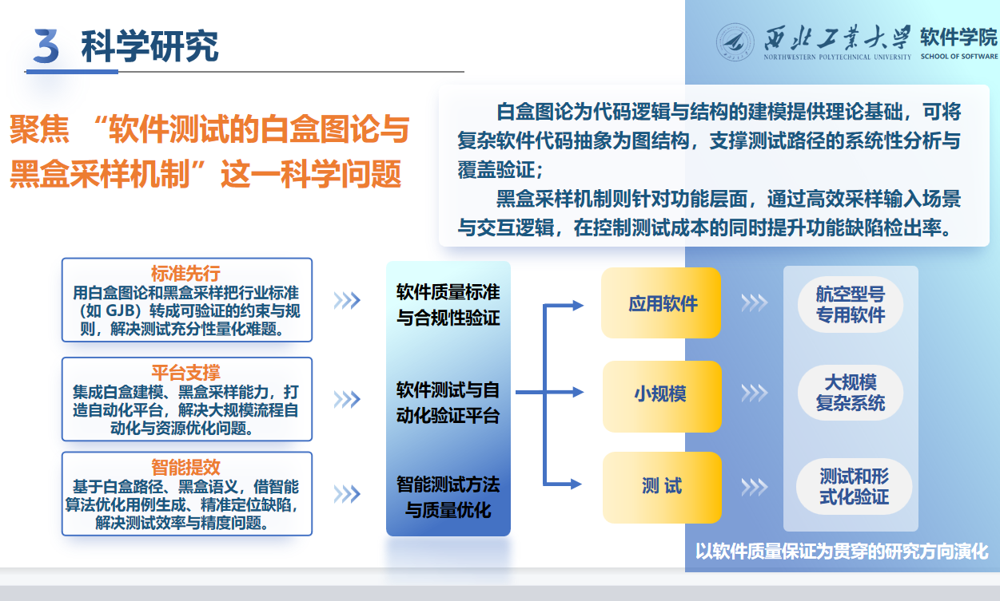 3 科学研究
西北工业大学 软件学院
NORTHWESTERN POLYTECHNICAL UNIVERSITY SCHOOL OF SOFTWARE
聚焦 “软件测试的白盒图论与
黑盒采样机制”这一科学问题
白盒图论为代码逻辑与结构的建模提供理论基础，可将
复杂软件代码抽象为图结构，支撑测试路径的系统性分析与
覆盖验证；
黑盒采样机制则针对功能层面，通过高效采样输入场景
与交互逻辑，在控制测试成本的同时提升功能缺陷检出率。
标准先行
用白盒图论和黑盒采样把行业标准
（如 GJB）转成可验证的约束与规
则，解决测试充分性量化难题。
平台支撑
集成白盒建模、黑盒采样能力，打
造自动化平台，解决大规模流程自
动化与资源优化问题。
智能提效
基于白盒路径、黑盒语义，借智能
算法优化用例生成、精准定位缺陷，
解决测试效率与精度问题。
软件质量标准
与合规性验证
软件测试与自
动化验证平台
智能测试方法
与质量优化
应用软件
小规模
测 试
航空型号
专用软件
大规模
复杂系统
测试和形
式化验证
以软件质量保证为贯穿的研究方向演化